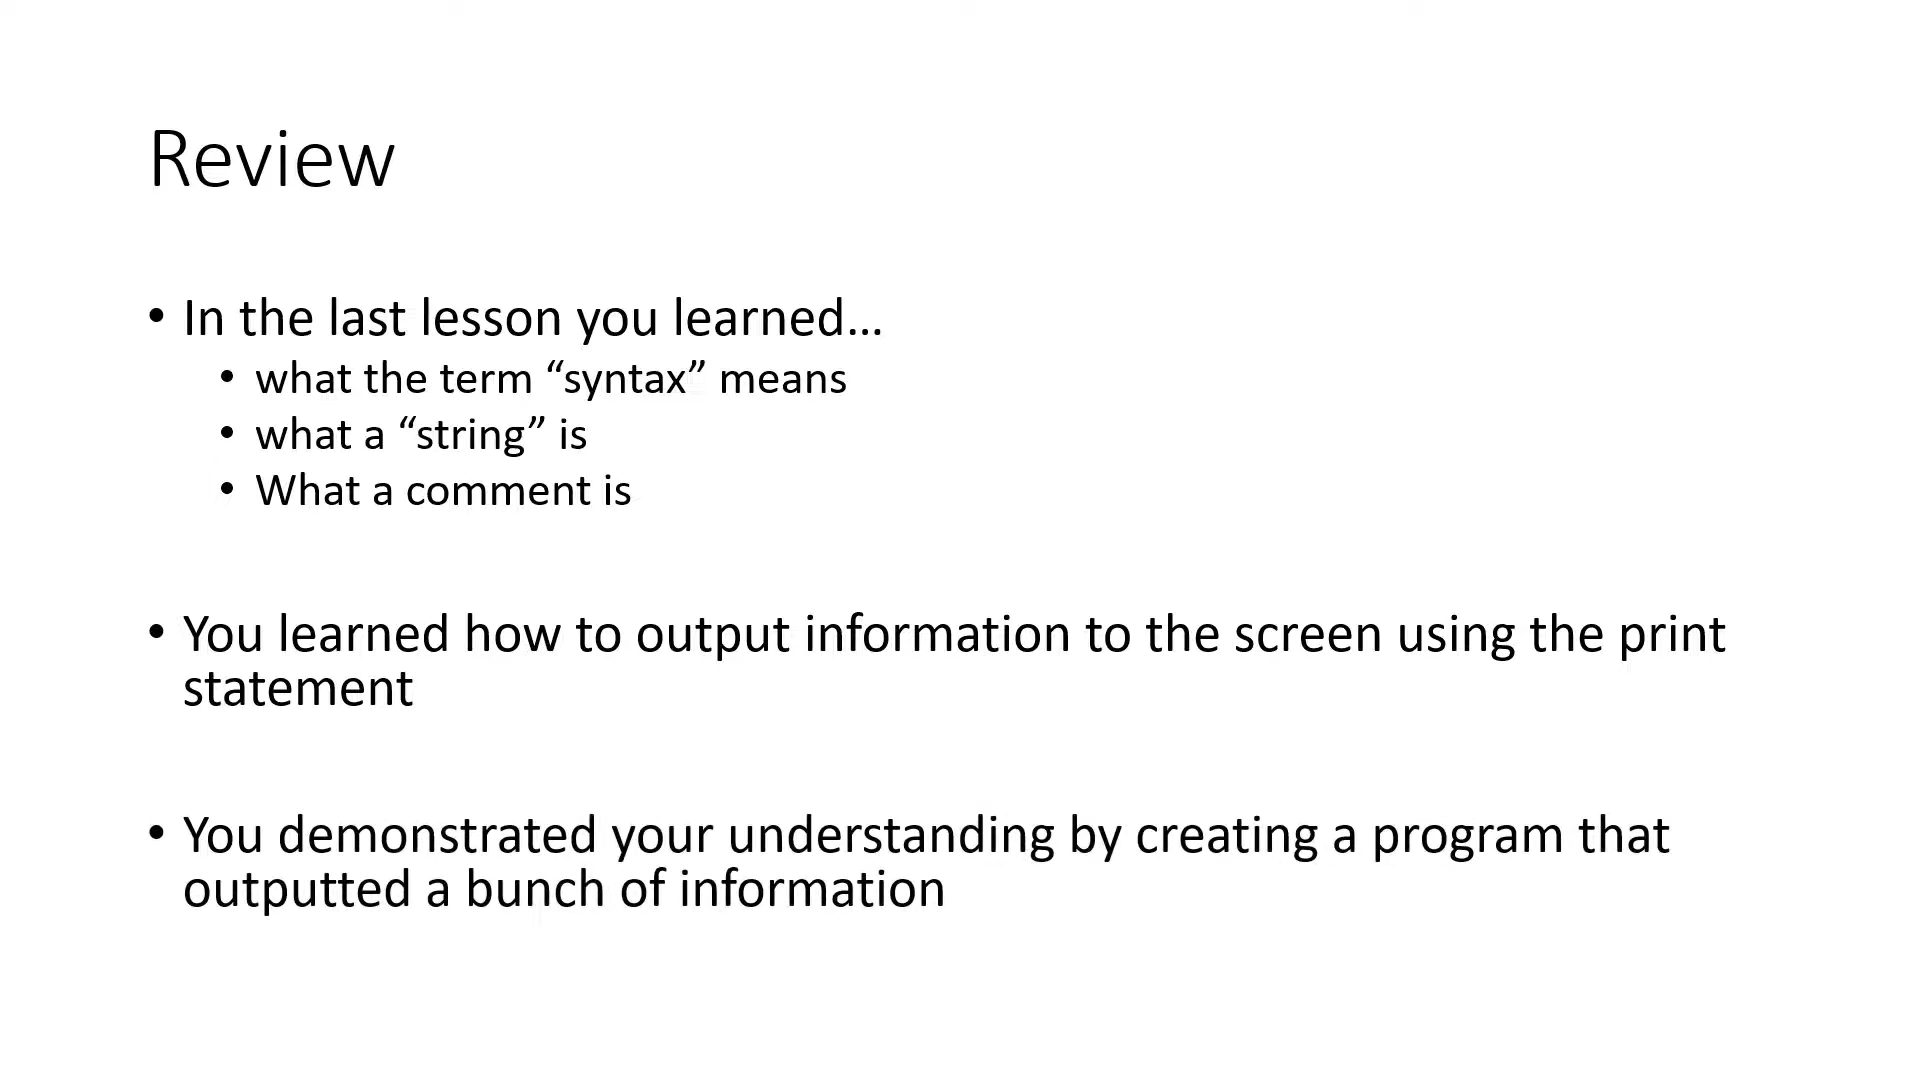 Review
• In the last lesson you learned…
• what the term “syntax” means
• what a “string” is
• What a comment is
• You learned how to output information to the screen using the print
statement
• You demonstrated your understanding by creating a program that
outputted a bunch of information